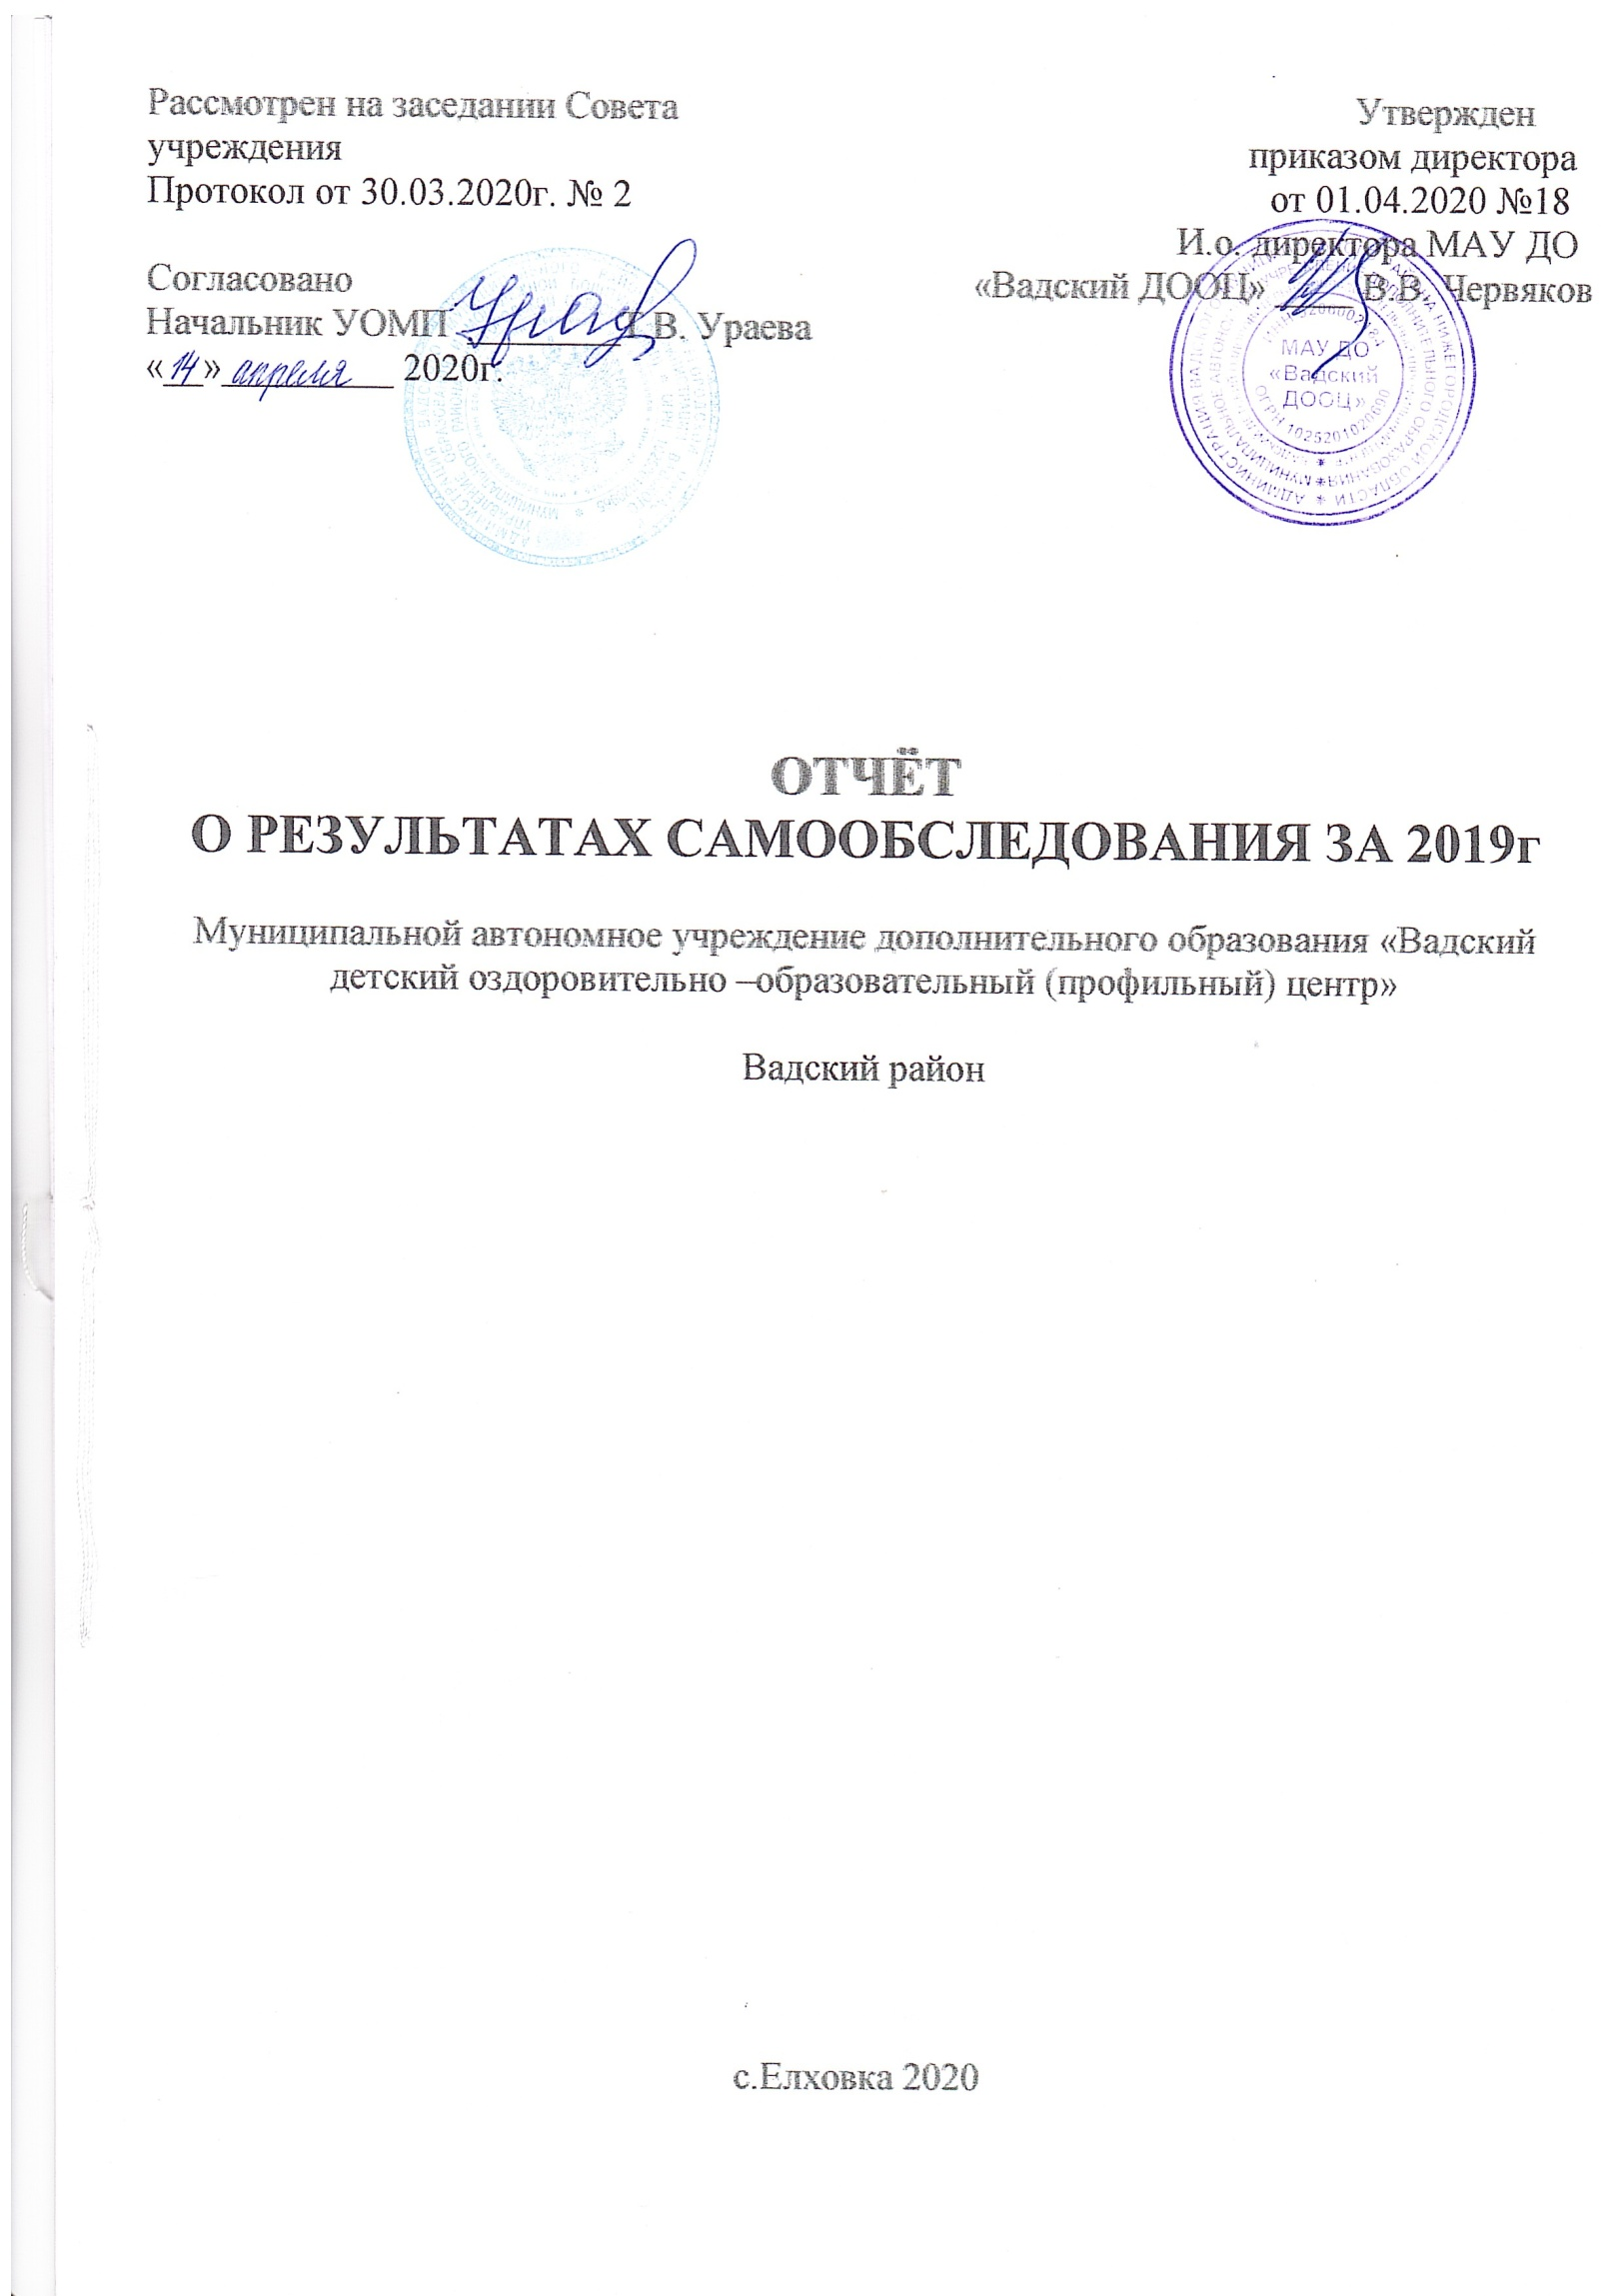 Рассмотрен на заседании Совета
учреждения
Протокол от 30.03.2020г. № 2
Согласовано
Начальник УОМП В. Ураева
«14» апреля 2020г.
Утвержден
приказом директора
от 01.04.2020 №18
И.о. директора МАУ ДО
«Вадский ДООЦ» В.В. Червяков
МАУ ДО
«Вадский
ДООЦ»
ОГРН 1025201020690
ОТЧЁТ
О РЕЗУЛЬТАТАХ САМООБСЛЕДОВАНИЯ ЗА 2019г
Муниципальной автономное учреждение дополнительного образования «Вадский
детский оздоровительно –образовательный (профильный) центр»
Вадский район
с.Елховка 2020